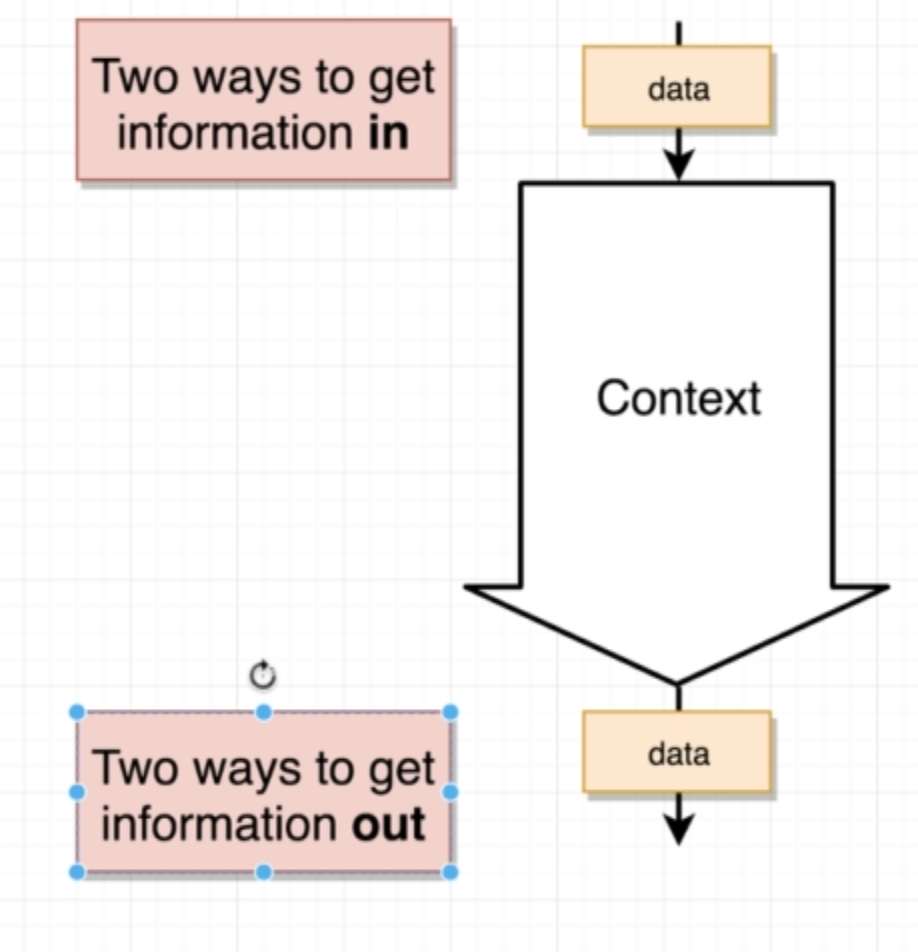 Two ways to get
information in
data
Context
Two ways to get
information out
data